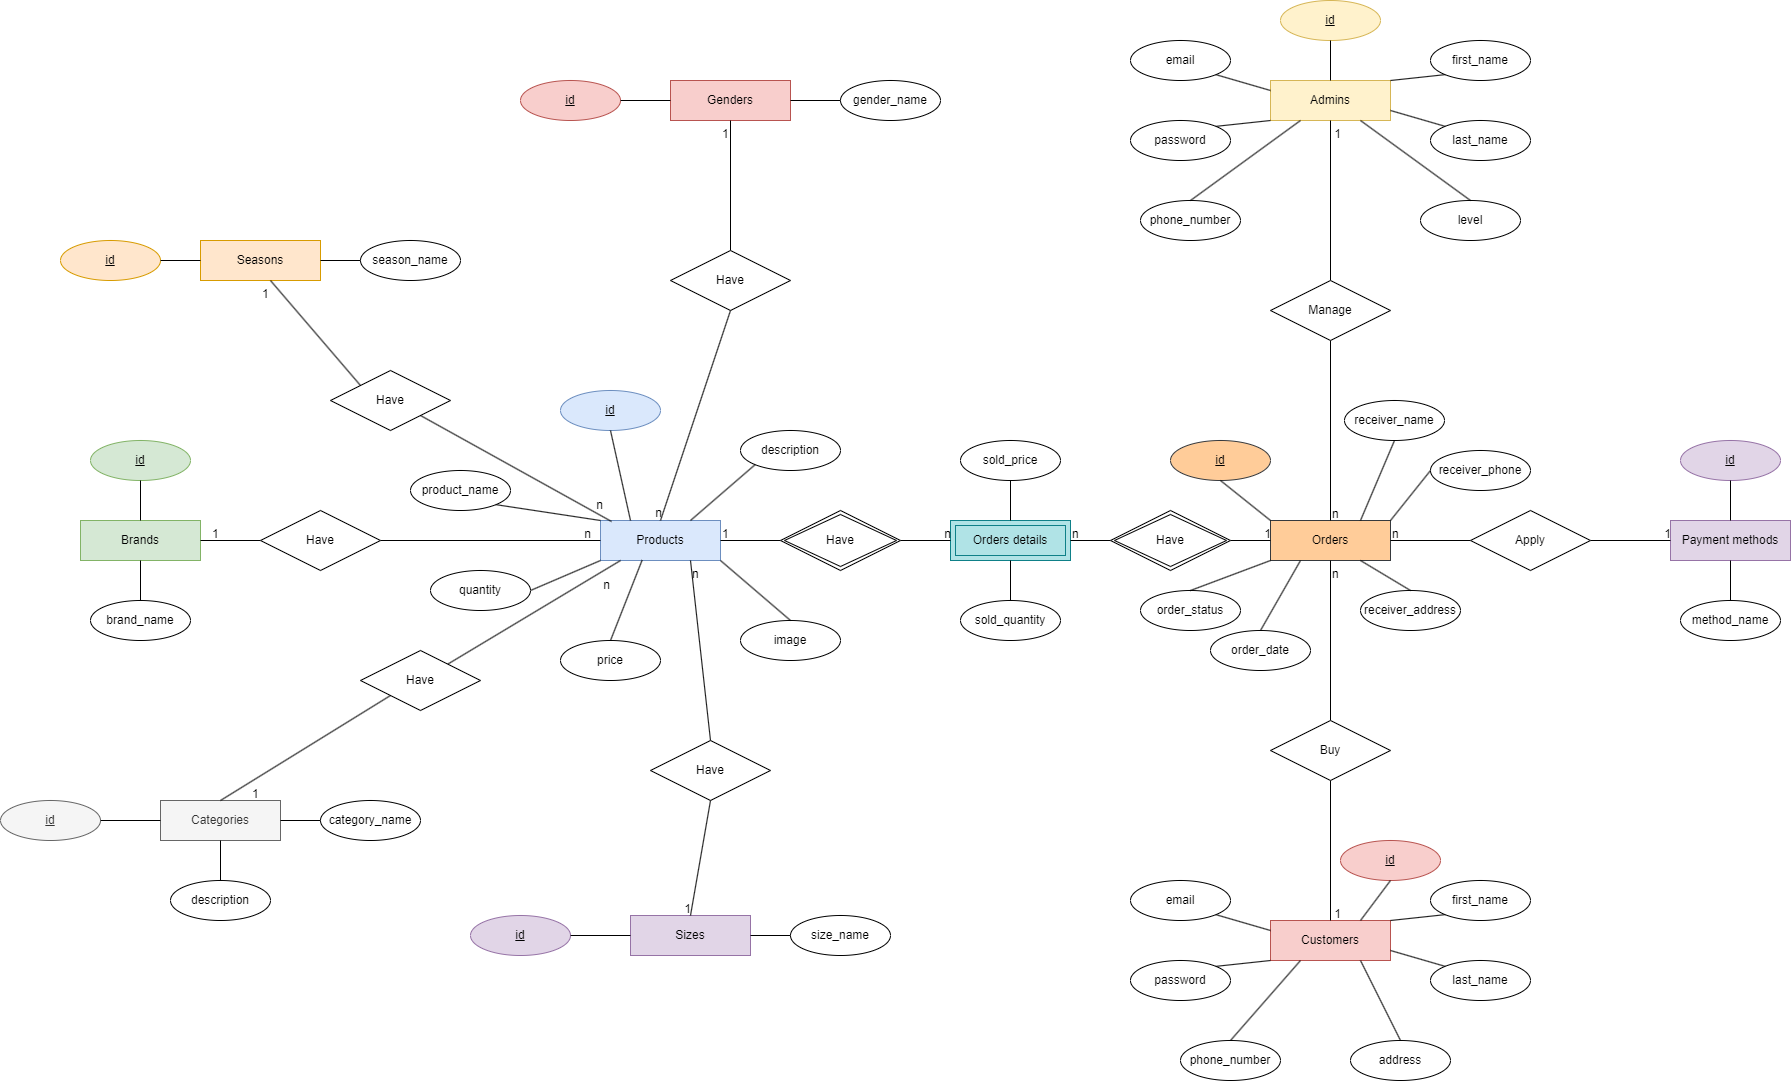 id
email
first_name
id
Genders
gender_name
Admins
1
1
password
last_name
phone_number
level
id
Seasons
season_name
Have
1
Manage
Have
id
receiver_name
description
id
sold_price
id
receiver_phone
id
product_name
n
n
n
Brands
1
Have
n
Products
1
Have
n
Orders details
n
Have
1
Orders
n
Apply
1
Payment methods
n
n
n
quantity
order_status
receiver_address
brand_name
sold_quantity
method_name
image
order_date
price
Have
Buy
Have
1
id
Categories
category_name
id
description
email
first_name
1
1
id
Sizes
size_name
Customers
password
last_name
phone_number
address